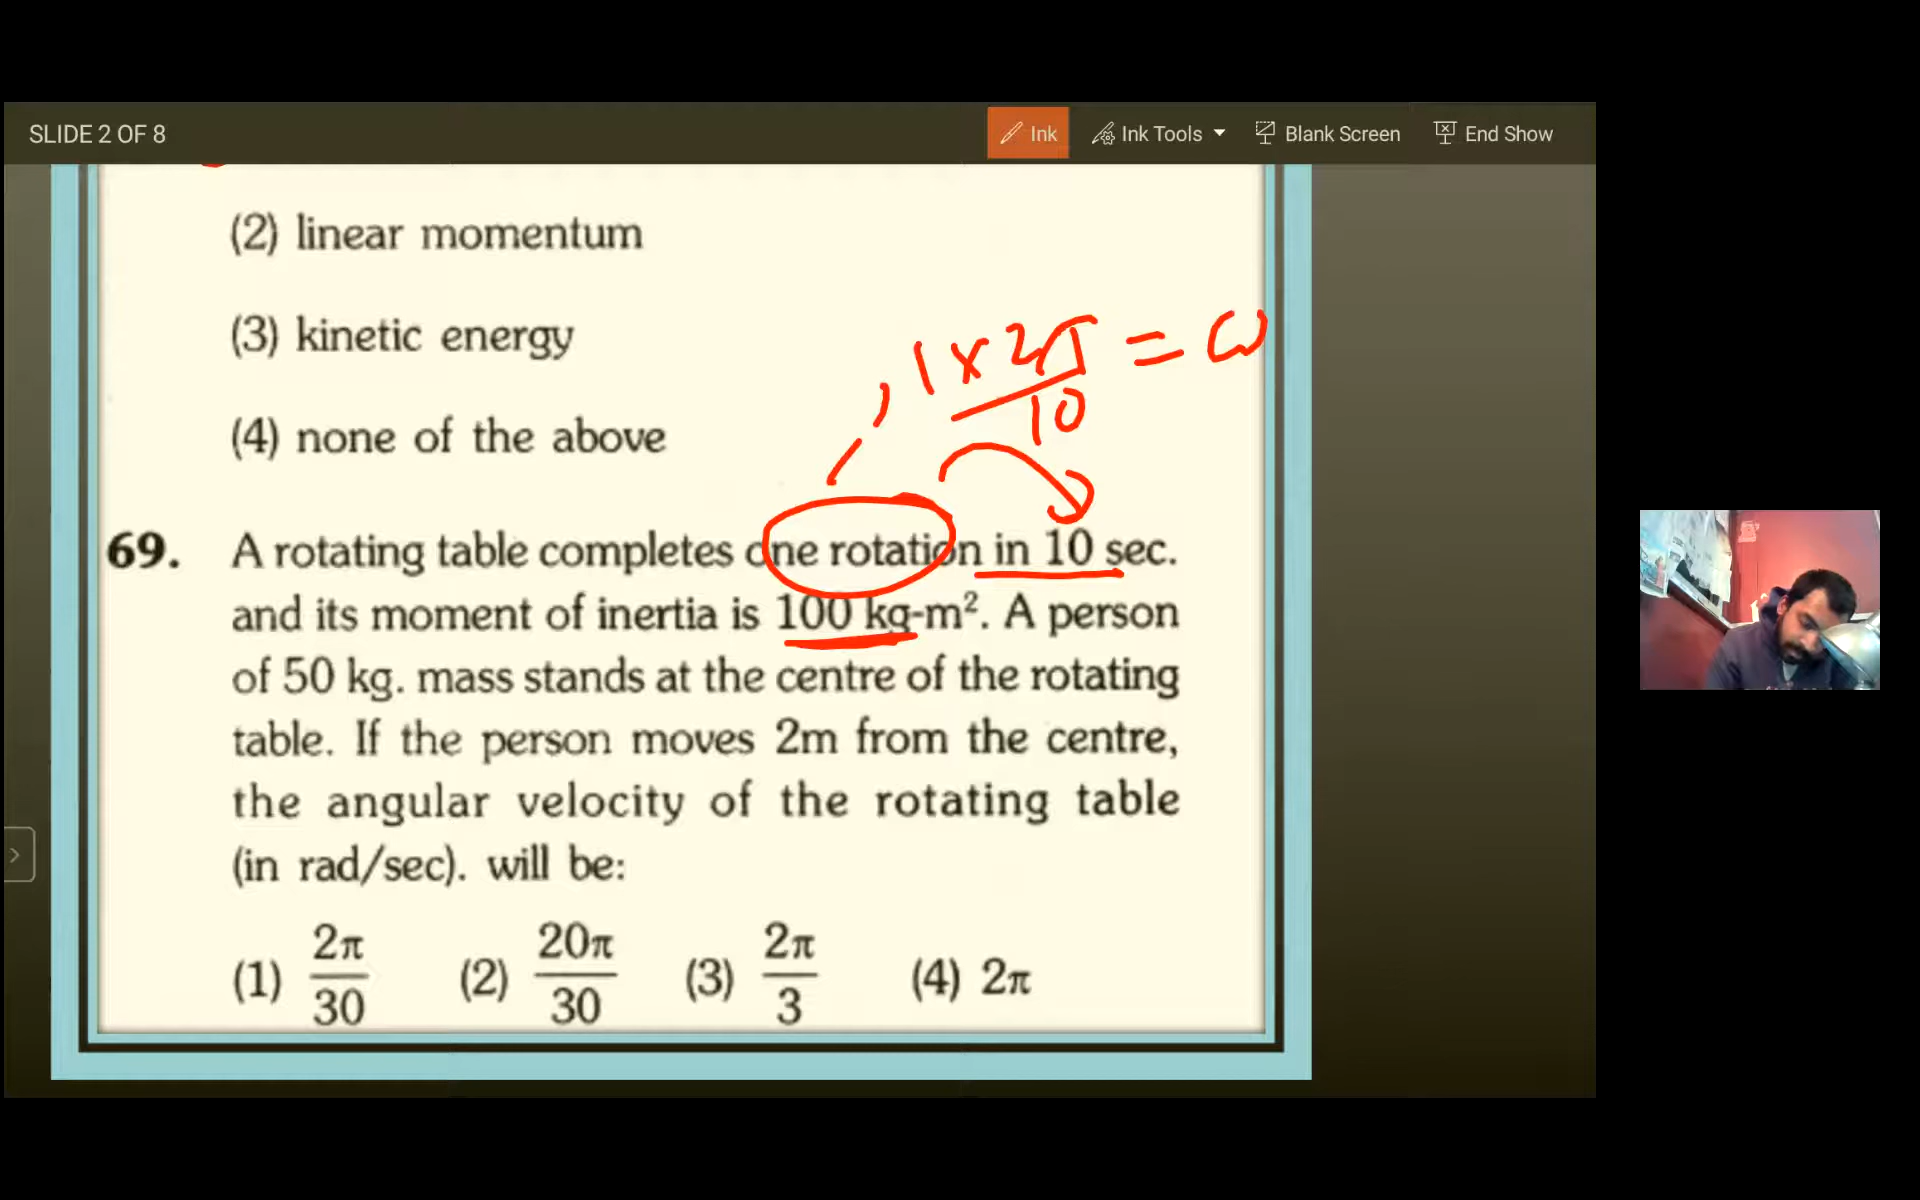 SLIDE 2 OF 8
Ink
Ink Tools
Blank Screen
End Show
(2) linear momentum
(3) kinetic energy
(4) none of the above
1 × 2π = ω
10
69. A rotating table completes one rotation in 10 sec.
and its moment of inertia is 100 kg-m². A person
of 50 kg. mass stands at the centre of the rotating
table. If the person moves 2m from the centre,
the angular velocity of the rotating table
(in rad/sec). will be:
(1) 2π/30 (2) 20π/30 (3) 2π/3 (4) 2π